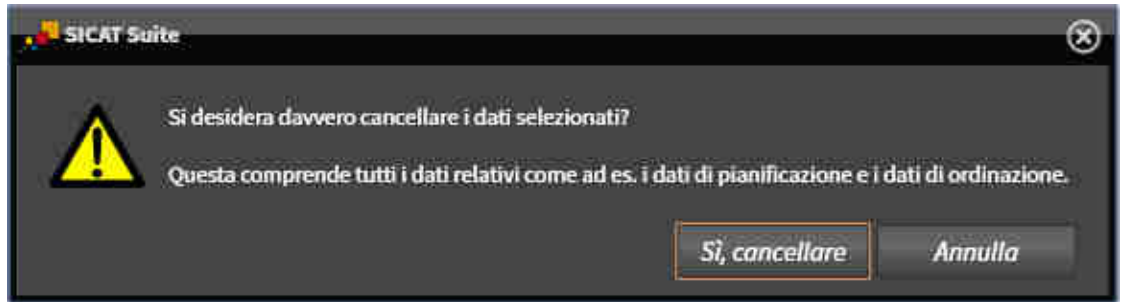 SICAT Suite
Si desidera davvero cancellare i dati selezionati?
Questa comprende tutti i dati relativi come ad es. i dati di pianificazione e i dati di ordinazione.
Sì, cancellare
Annulla